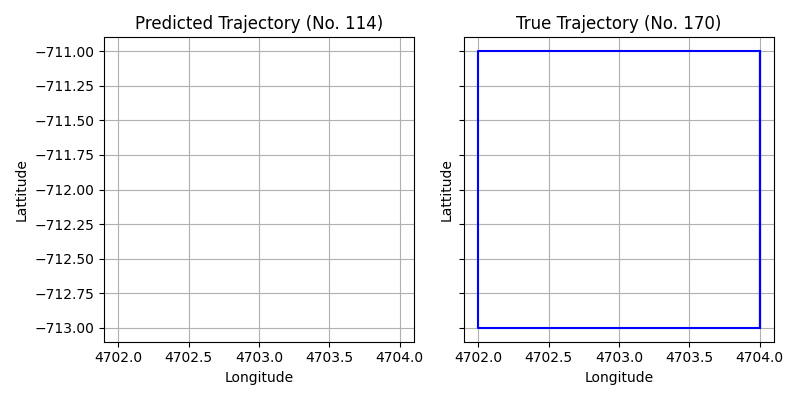 Predicted Trajectory (No. 114)
True Trajectory (No. 170)
−711.00
−711.25
−711.50
−711.75
−712.00
−712.25
−712.50
−712.75
−713.00
Lattitude
Lattitude
4702.0 4702.5 4703.0 4703.5 4704.0
4702.0 4702.5 4703.0 4703.5 4704.0
Longitude
Longitude